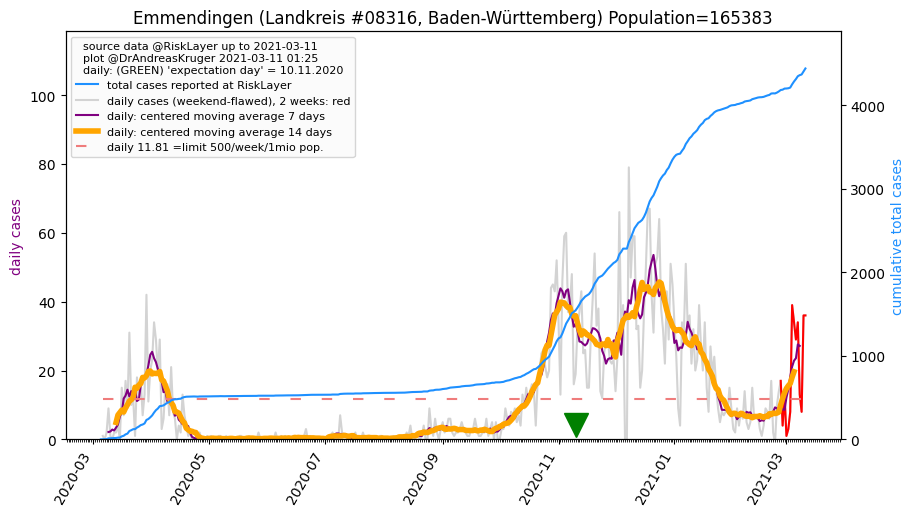 Emmendingen (Landkreis #08316, Baden-Württemberg) Population=165383
source data @RiskLayer up to 2021-03-11
plot @DrAndreasKruger 2021-03-11 01:25
daily: (GREEN) 'expectation day' = 10.11.2020
total cases reported at RiskLayer
daily cases (weekend-flawed), 2 weeks: red
daily: centered moving average 7 days
daily: centered moving average 14 days
daily 11.81 =limit 500/week/1mio pop.
daily cases
100
80
60
40
20
0
cumulative total cases
4000
3000
2000
1000
0
2020-03
2020-05
2020-07
2020-09
2020-11
2021-01
2021-03